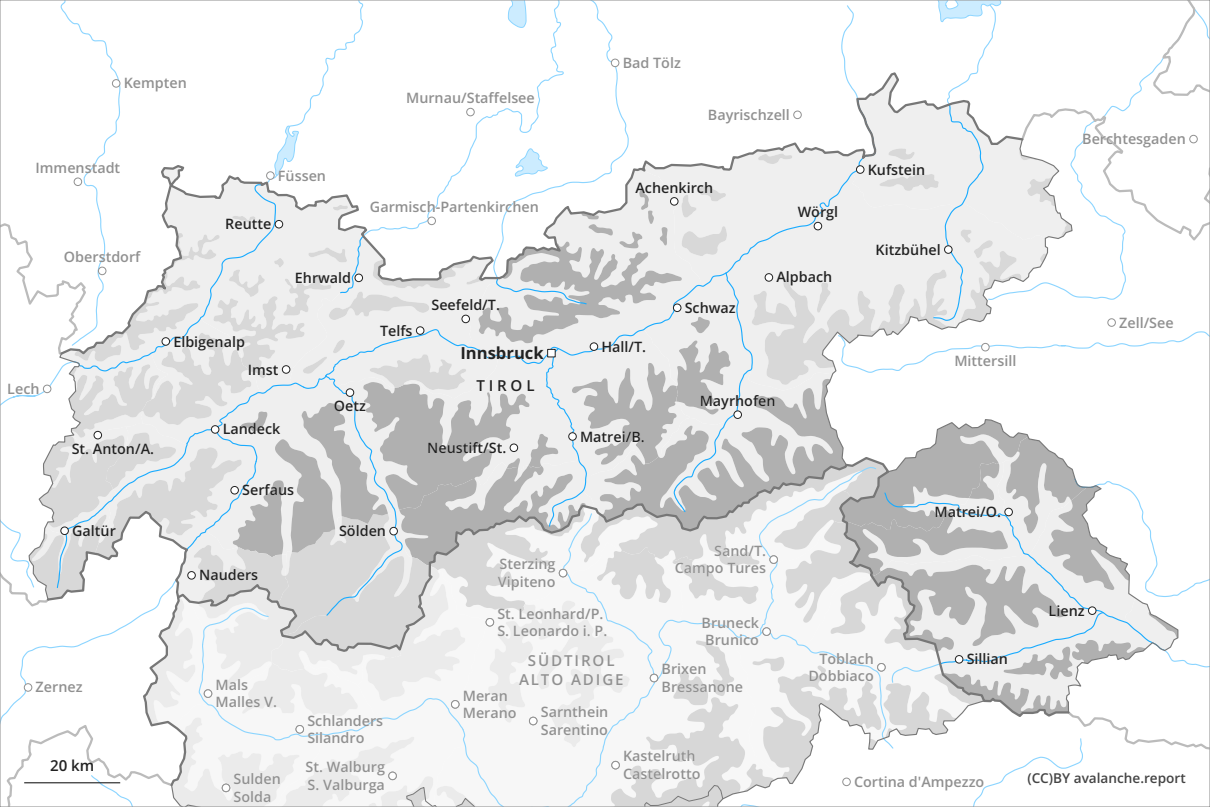 Kempten
Bad Tölz
Murnau/Staffelsee
Bayrischzell
Berchtesgaden
Immenstadt
Füssen
Kufstein
Achenkirch
Garmisch-Partenkirchen
Wörgl
Reutte
Kitzbühel
Oberstdorf
Ehrwald
Alpbach
Seefeld/T.
Schwaz
Zell/See
Telfs
Elbigenalp
Innsbruck
Hall/T.
Mittersill
Imst
TIROL
Lech
Oetz
Mayrhofen
Landeck
Matrei/B.
St. Anton/A.
Neustift/St.
Serfaus
Matrei/O.
Galtür
Sölden
Sand/T.
Campo Tures
Sterzing
Vipiteno
Nauders
Lienz
St. Leonhard/P.
S. Leonardo i. P.
Bruneck
Brunico
SÜDTIROL
ALTO ADIGE
Toblach
Dobbiaco
Sillian
Brixen
Bressanone
Zernez
Mals
Malles V.
Meran
Merano
Sarnthein
Sarentino
Schlanders
Silandro
Kastelruth
Castelrotto
St. Walburg
S. Valburga
20 km
Sulden
Solda
Cortina d'Ampezzo
(CC)BY avalanche.report